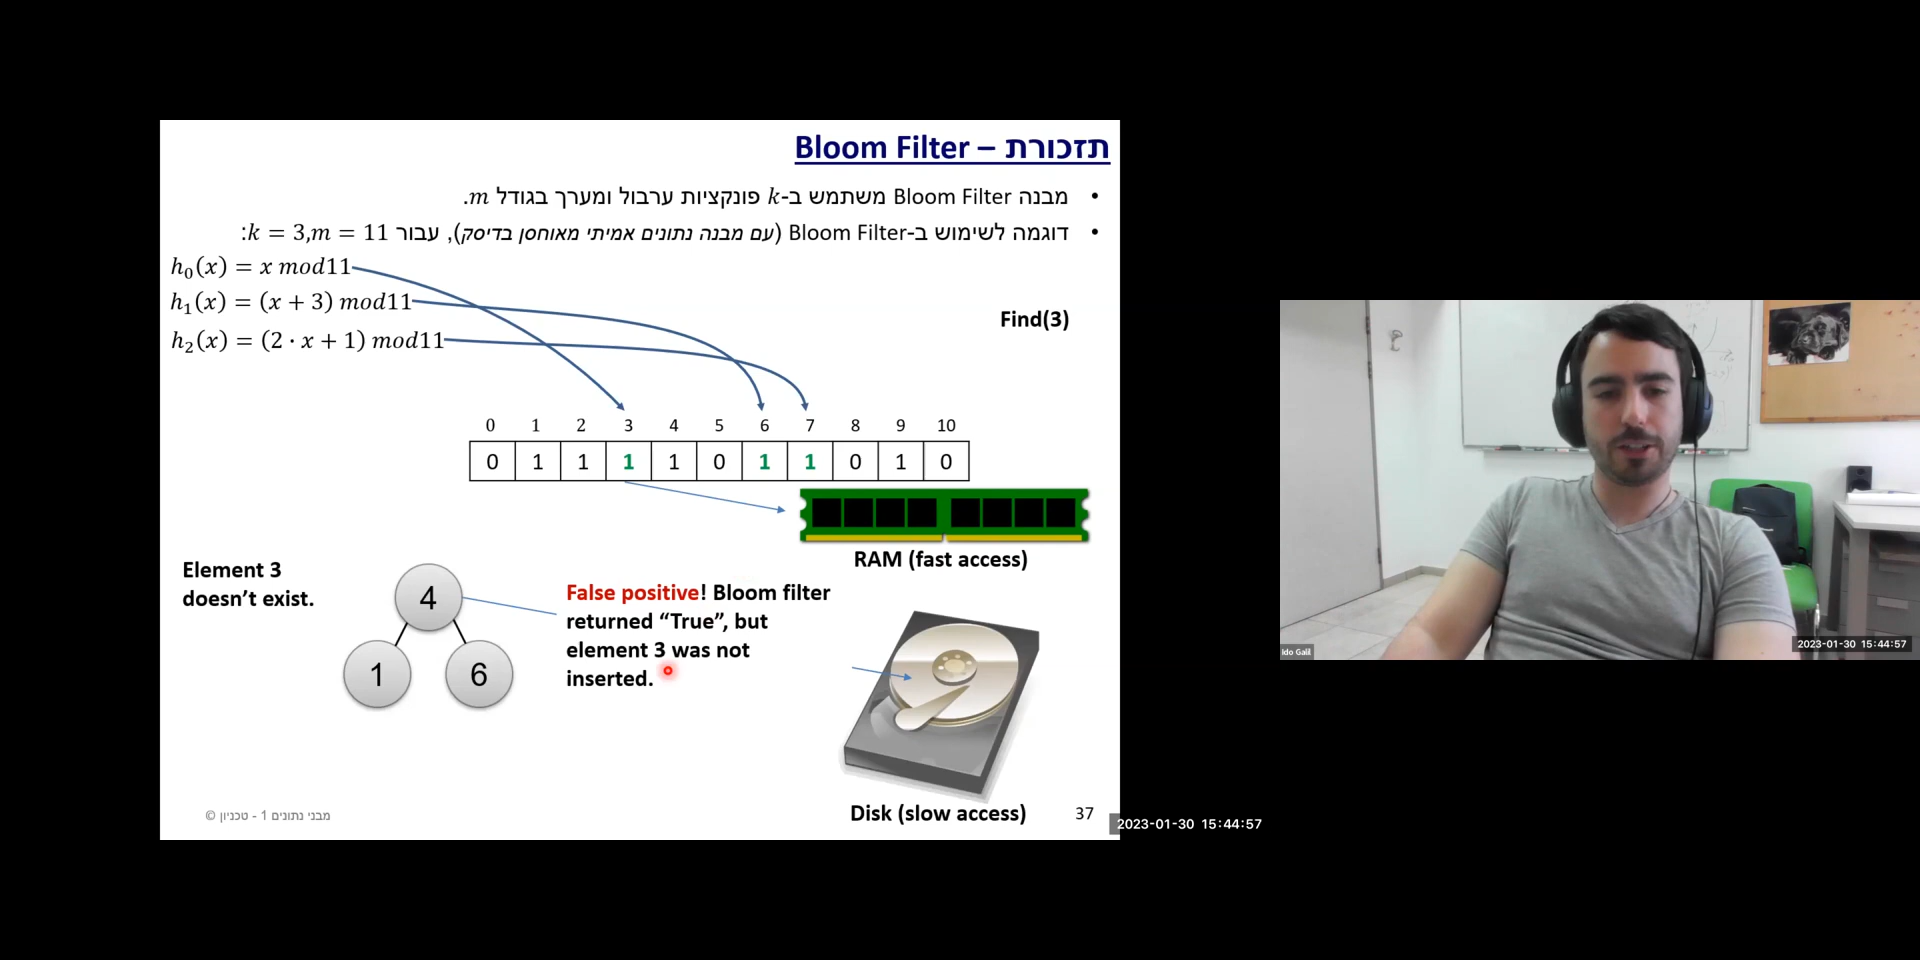 תזכורת – Bloom Filter
• מבנה Bloom Filter משתמש ב-k פונקציות ערבול ומערך בגודל m.
• דוגמה לשימוש ב-Bloom Filter (עם מבנה נתונים אמיתי מאוחסן בדיסק), עבור k = 3,m = 11:
h₀(x) = x mod11
h₁(x) = (x + 3) mod11
h₂(x) = (2 · x + 1) mod11
Find(3)
0 1 2 3 4 5 6 7 8 9 10
0 1 1 1 1 0 1 1 0 1 0
RAM (fast access)
Element 3
doesn’t exist.
4
1 6
False positive! Bloom filter
returned “True”, but
element 3 was not
inserted.
Disk (slow access)
37
מבני נתונים 1 - טכניון ©
2023-01-30 15:44:57
Ido Galil
2023-01-30 15:44:57